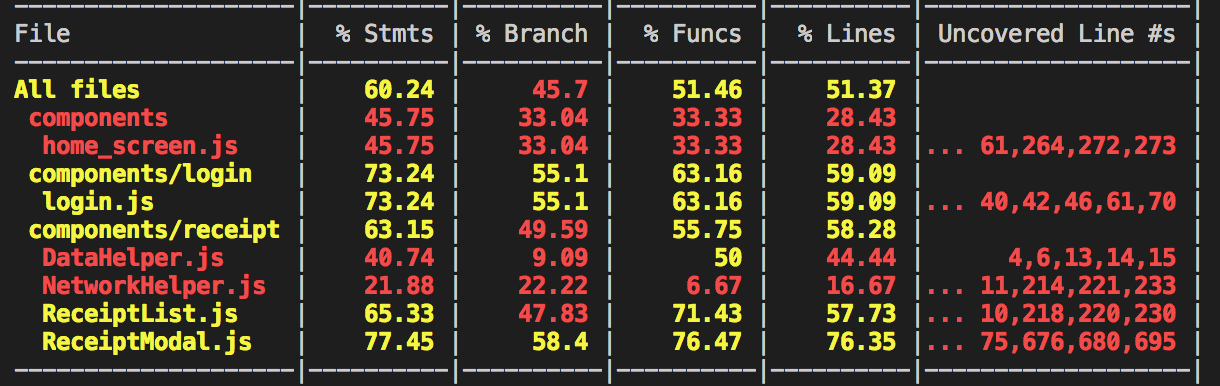 File | % Stmts | % Branch | % Funcs | % Lines | Uncovered Line #s |
All files | 60.24 | 45.7 | 51.46 | 51.37 | |
components | 45.75 | 33.04 | 33.33 | 28.43 | |
home_screen.js | 45.75 | 33.04 | 33.33 | 28.43 |... 61,264,272,273 |
components/login | 73.24 | 55.1 | 63.16 | 59.09 | |
login.js | 73.24 | 55.1 | 63.16 | 59.09 |... 40,42,46,61,70 |
components/receipt | 63.15 | 49.59 | 55.75 | 58.28 | |
DataHelper.js | 40.74 | 9.09 | 50 | 44.44 | 4,6,13,14,15 |
NetworkHelper.js | 21.88 | 22.22 | 6.67 | 16.67 |... 11,214,221,233 |
ReceiptList.js | 65.33 | 47.83 | 71.43 | 57.73 |... 10,218,220,230 |
ReceiptModal.js | 77.45 | 58.4 | 76.47 | 76.35 |... 75,676,680,695 |